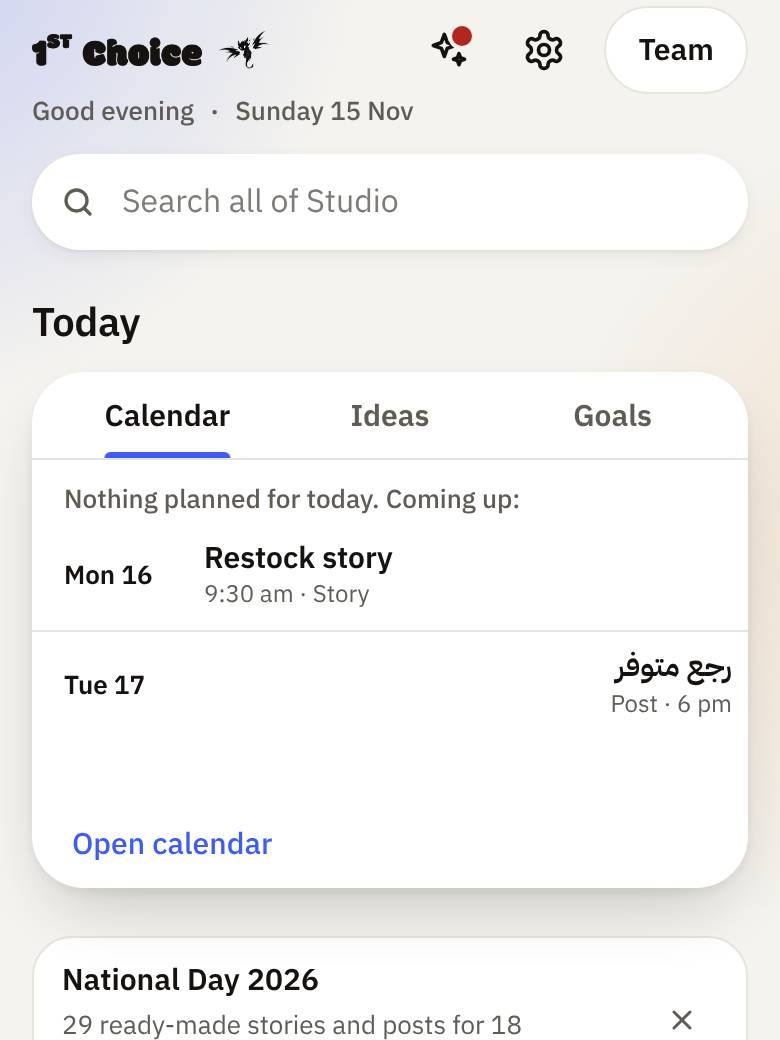 1ST Choice
Team
Good evening · Sunday 15 Nov
Search all of Studio
Today
Calendar
Ideas
Goals
Nothing planned for today. Coming up:
Mon 16
Restock story
9:30 am · Story
Tue 17
رجع متوفر
Post · 6 pm
Open calendar
National Day 2026
29 ready-made stories and posts for 18